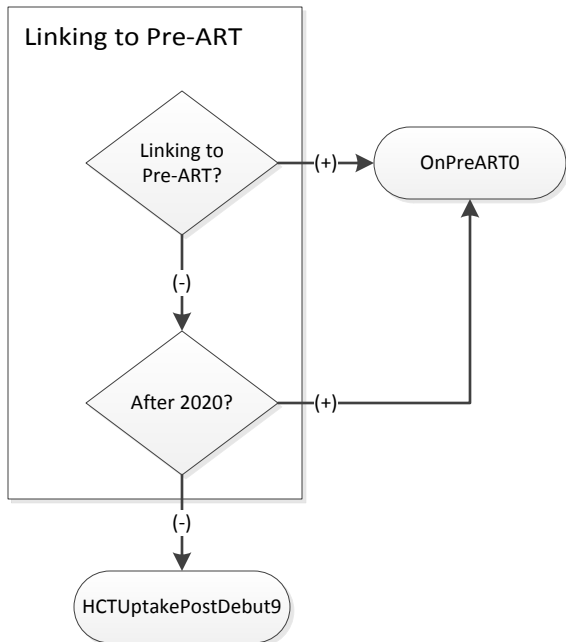 Linking to Pre-ART
Linking to
Pre-ART?
(+)
OnPreART0
(-)
After 2020?
(+)
(-)
HCTUptakePostDebut9